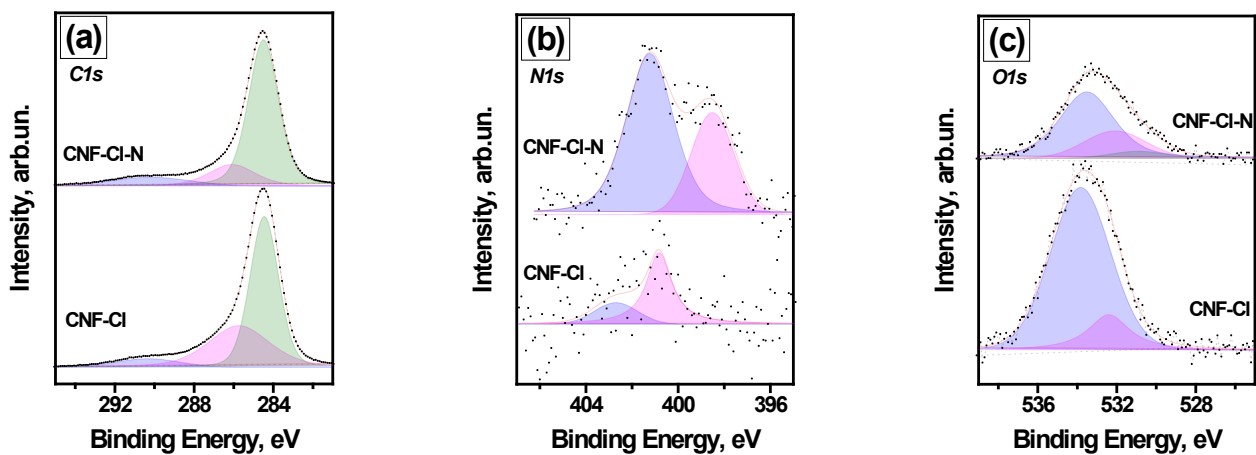 (a)
C1s
CNF-Cl-N
CNF-Cl
Intensity, arb.un.
292 288 284
Binding Energy, eV
(b)
N1s
CNF-Cl-N
CNF-Cl
Intensity, arb.un.
404 400 396
Binding Energy, eV
(c)
O1s
CNF-Cl-N
CNF-Cl
Intensity, arb.un.
536 532 528
Binding Energy, eV